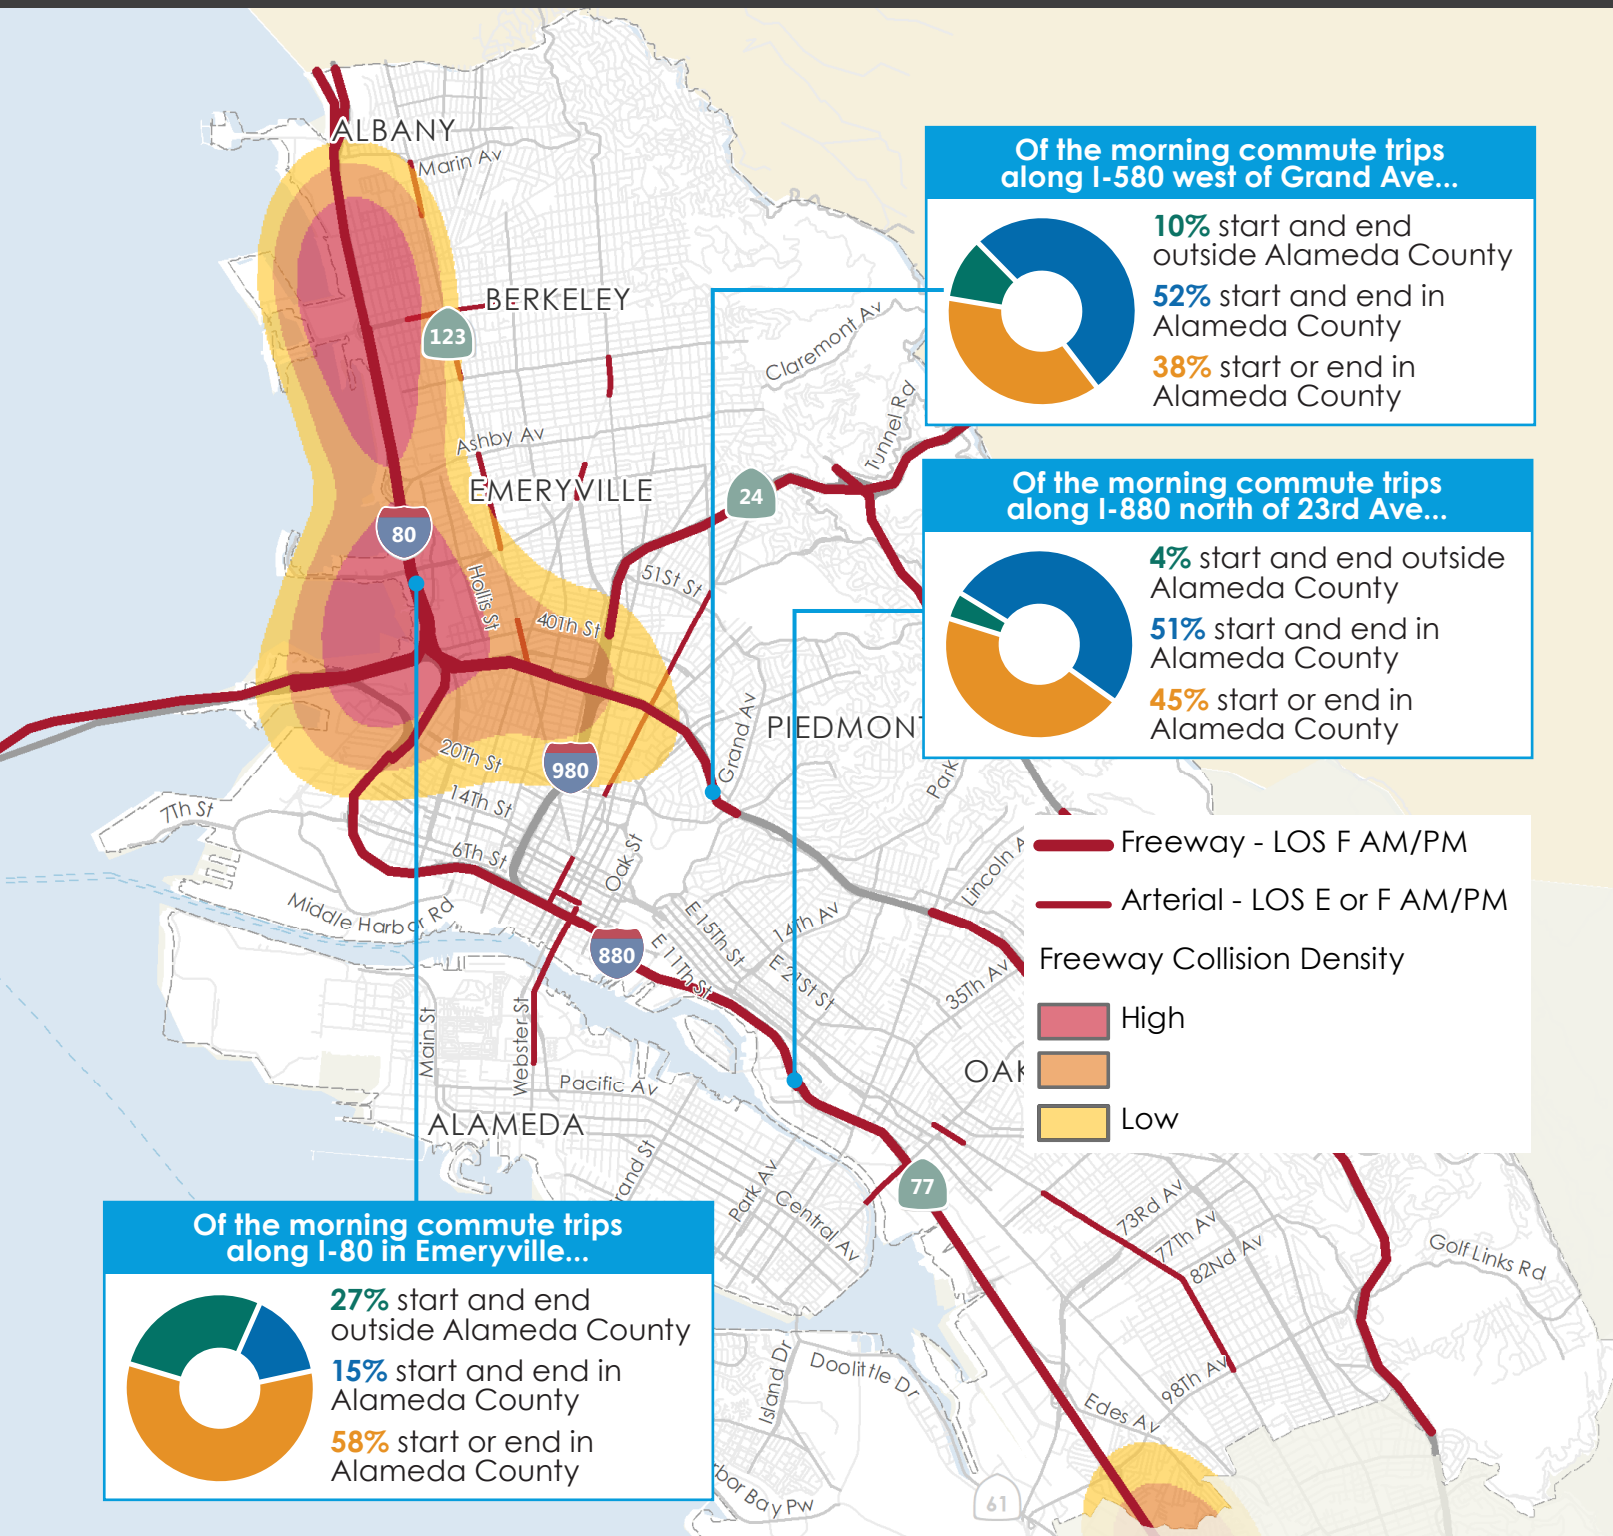 ALBANY
Marin Av
BERKELEY
123
Claremont Av
Tunnel Rd
Ashby Av
EMERYVILLE
24
80
Hollis St
51St St
40Th St
Grand Av
PIEDMONT
Park
20Th St
980
14Th St
7Th St
6Th St
Oak St
Middle Harbor Rd
E 15Th St
14Th Av
Lincoln A
E 11Th St
E 21St St
35Th Av
880
Main St
Webster St
Pacific Av
OAK
ALAMEDA
rand St
Park Av
Central Av
77
73Rd Av
77Th Av
82Nd Av
Golf Links Rd
Island Dr
Doolittle Dr
98Th Av
Edes Av
rbor Bay Pw
61
Of the morning commute trips
along I-580 west of Grand Ave...
10% start and end
outside Alameda County
52% start and end in
Alameda County
38% start or end in
Alameda County
Of the morning commute trips
along I-880 north of 23rd Ave...
4% start and end outside
Alameda County
51% start and end in
Alameda County
45% start or end in
Alameda County
Freeway - LOS F AM/PM
Arterial - LOS E or F AM/PM
Freeway Collision Density
High
Low
Of the morning commute trips
along I-80 in Emeryville...
27% start and end
outside Alameda County
15% start and end in
Alameda County
58% start or end in
Alameda County